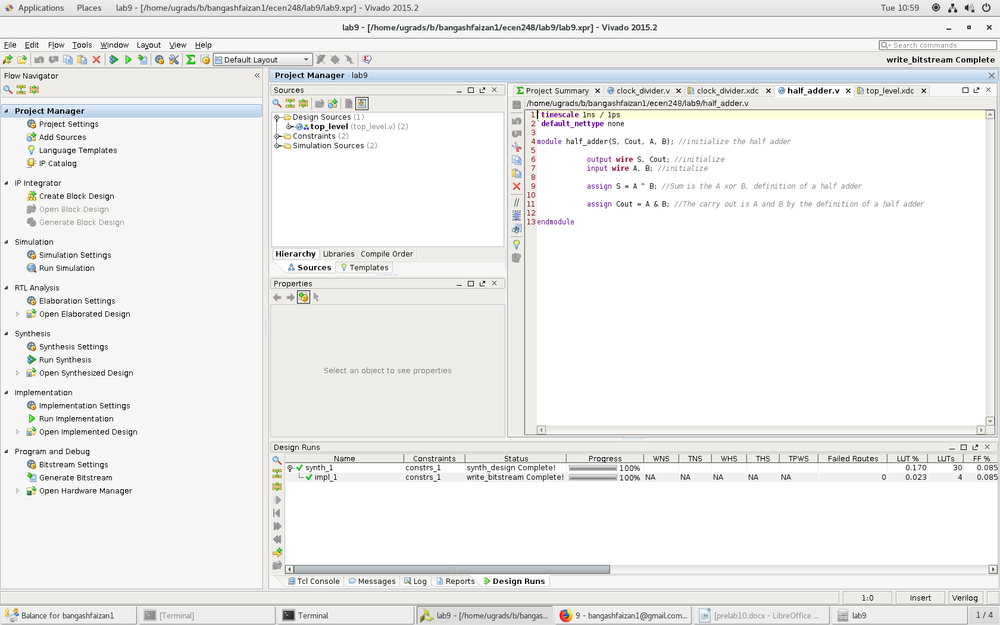 Applications Places lab9 - [/home/ugrads/b/bangashfaizan1/ecen248/lab9/lab9.xpr] - Vivado 2015.2 Tue 10:59
lab9 - [/home/ugrads/b/bangashfaizan1/ecen248/lab9/lab9.xpr] - Vivado 2015.2
File Edit Flow Tools Window Layout View Help Search commands
Default Layout write_bitstream Complete
Flow Navigator
Project Manager
Project Settings
Add Sources
Language Templates
IP Catalog
IP Integrator
Create Block Design
Open Block Design
Generate Block Design
Simulation
Simulation Settings
Run Simulation
RTL Analysis
Elaboration Settings
Open Elaborated Design
Synthesis
Synthesis Settings
Run Synthesis
Open Synthesized Design
Implementation
Implementation Settings
Run Implementation
Open Implemented Design
Program and Debug
Bitstream Settings
Generate Bitstream
Open Hardware Manager
Project Manager - lab9
Sources
Design Sources (1)
top_level (top_level.v) (2)
Constraints (2)
Simulation Sources (2)
Hierarchy Libraries Compile Order
Sources Templates
Properties
Select an object to see properties
Project Summary clock_divider.v clock_divider.xdc half_adder.v top_level.xdc
/home/ugrads/b/bangashfaizan1/ecen248/lab9/half_adder.v
1 `timescale 1ns / 1ps
2 `default_nettype none
3
4 module half_adder(S, Cout, A, B); //initialize the half adder
5
6 output wire S, Cout; //initialize
7 input wire A, B; //initialize
8
9 assign S = A ^ B; //Sum is the A xor B, definition of a half adder
10
11 assign Cout = A & B; //The carry out is A and B by the definition of a half adder
12
13 endmodule
Design Runs
Name Constraints Status Progress WNS TNS WHS THS TPWS Failed Routes LUT % LUTs FF %
synth_1 constrs_1 synth_design Complete! 100% 0.170 30 0.085
impl_1 constrs_1 write_bitstream Complete! 100% NA NA NA NA NA 0 0.023 4 0.085
Tcl Console Messages Log Reports Design Runs
1:0 Insert Verilog
Balance for bangashfaizan1 [Terminal] Terminal lab9 - [/home/ugrads/b/bangas... 9 - bangashfaizan1@gmail.com... [prelab10.docx - LibreOffice ... lab9 1 / 4